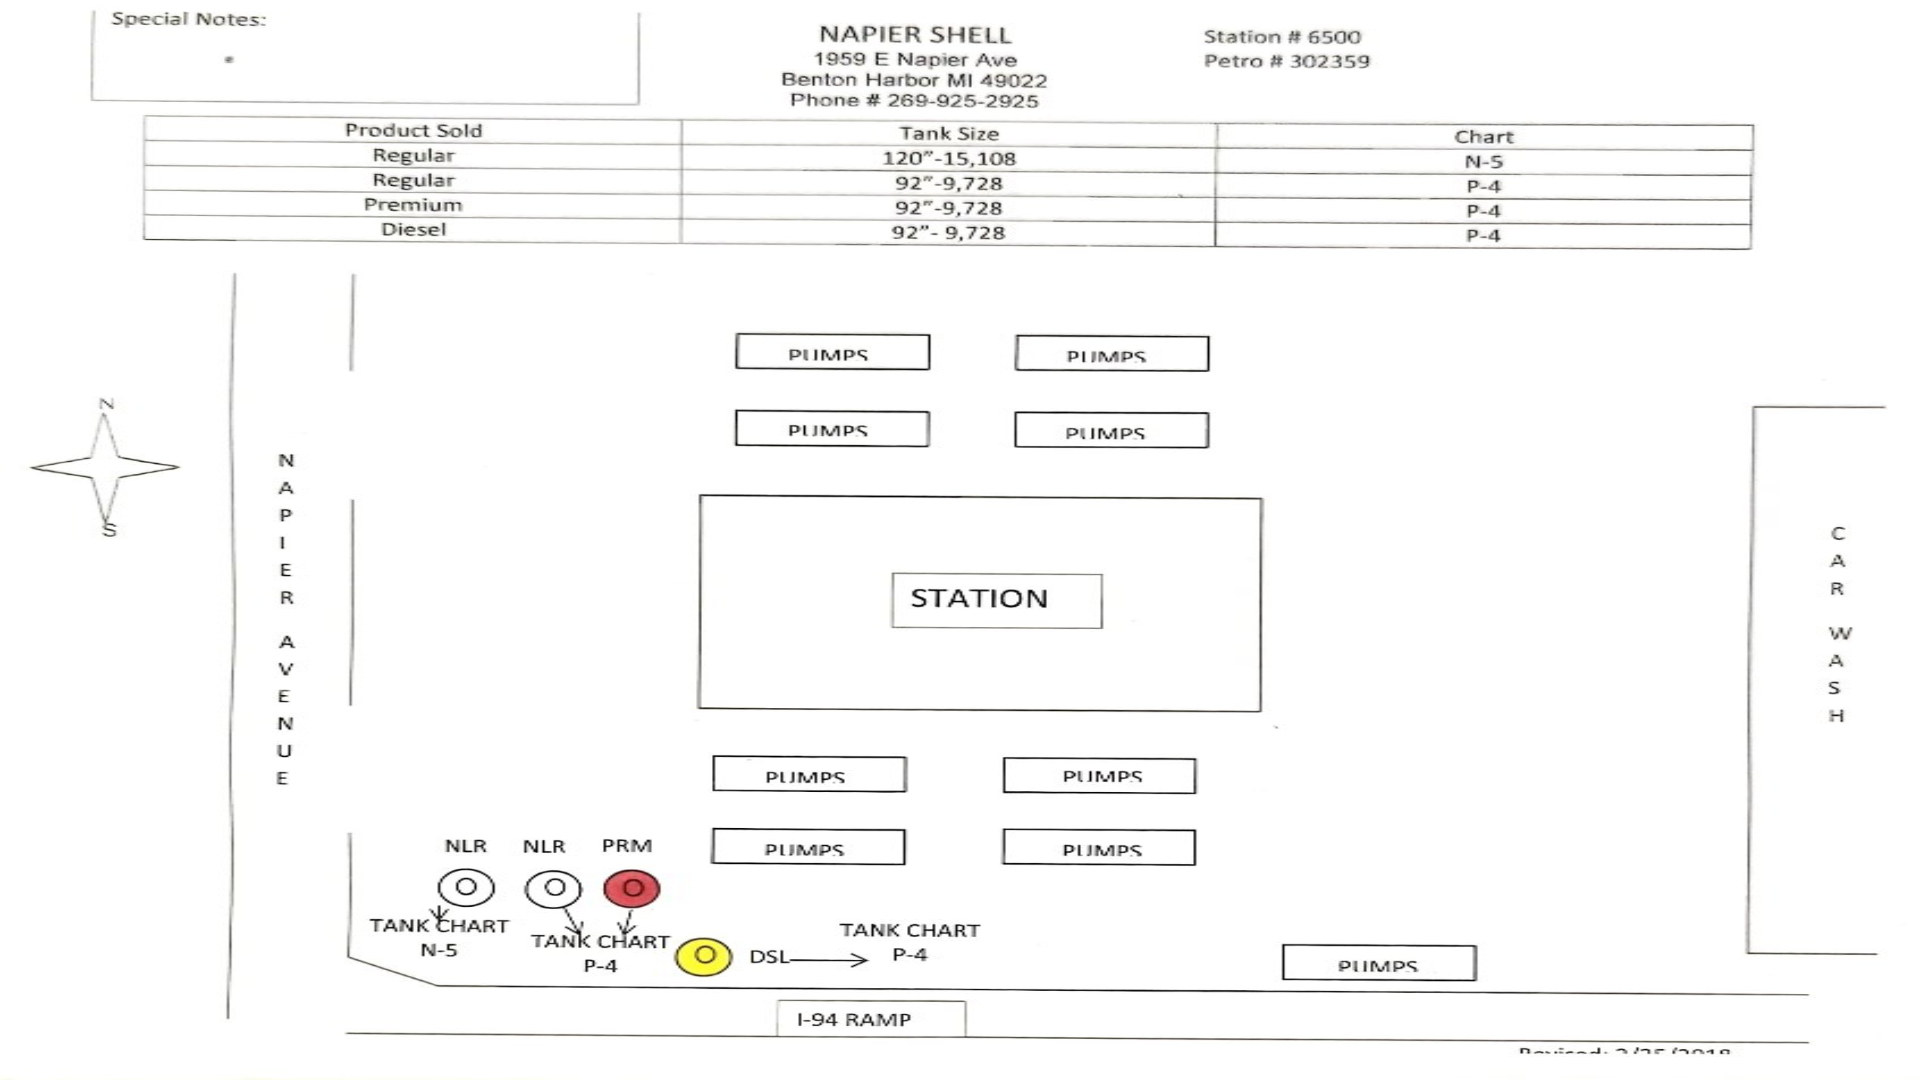 Special Notes:
NAPIER SHELL
1959 E Napier Ave
Benton Harbor MI 49022
Phone # 269-925-2925
Station # 6500
Petro # 302359
Product Sold Tank Size Chart
Regular 120"-15,108 N-5
Regular 92"-9,728 P-4
Premium 92"-9,728 P-4
Diesel 92"- 9,728 P-4
PUMPS PUMPS
PUMPS PUMPS
N
S
NAPIER AVENUE
STATION
CAR WASH
PUMPS PUMPS
PUMPS PUMPS
NLR NLR PRM
O O O
TANK CHART
N-5
TANK CHART
P-4
O DSL
TANK CHART
P-4
PUMPS
I-94 RAMP
Revised: